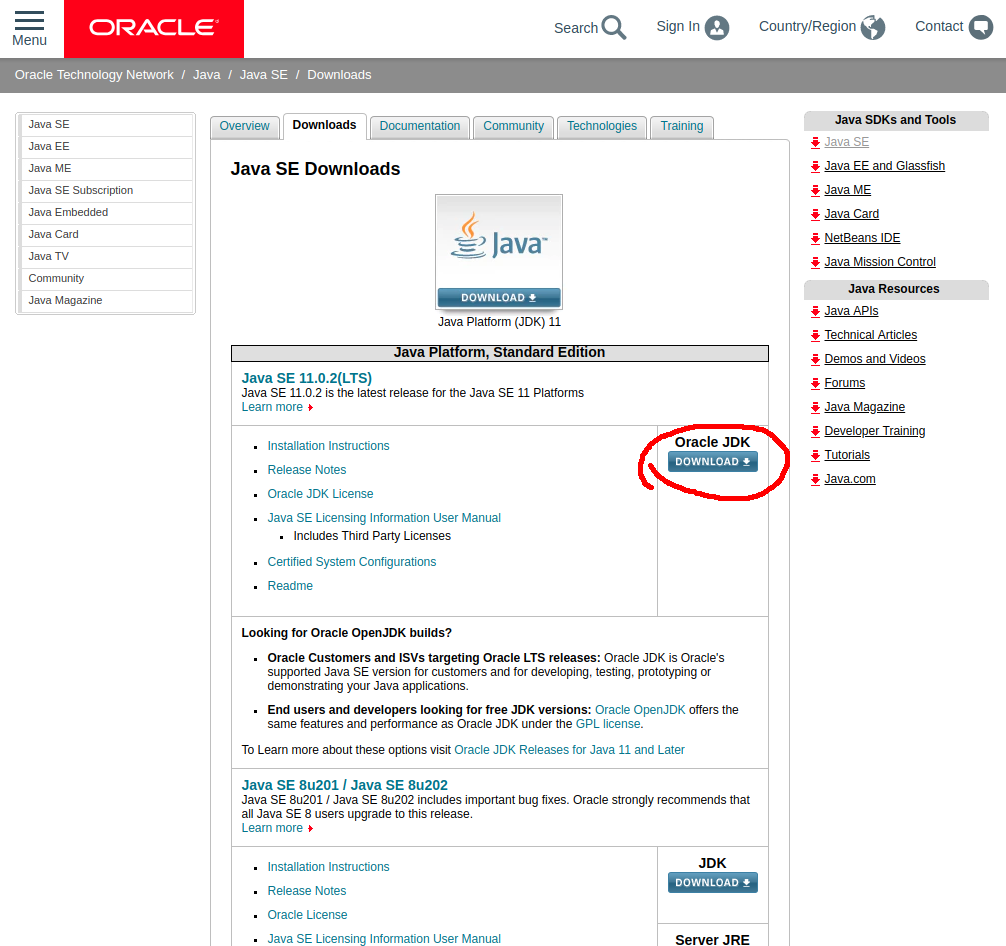 Menu
ORACLE
Search
Sign In
Country/Region
Contact
Oracle Technology Network / Java / Java SE / Downloads
Java SE
Java EE
Java ME
Java SE Subscription
Java Embedded
Java Card
Java TV
Community
Java Magazine
Overview
Downloads
Documentation
Community
Technologies
Training
Java SE Downloads
Java™
DOWNLOAD
Java Platform (JDK) 11
Java Platform, Standard Edition
Java SE 11.0.2(LTS)
Java SE 11.0.2 is the latest release for the Java SE 11 Platforms
Learn more
Installation Instructions
Release Notes
Oracle JDK License
Java SE Licensing Information User Manual
Includes Third Party Licenses
Certified System Configurations
Readme
Oracle JDK
DOWNLOAD
Looking for Oracle OpenJDK builds?
Oracle Customers and ISVs targeting Oracle LTS releases: Oracle JDK is Oracle's
supported Java SE version for customers and for developing, testing, prototyping or
demonstrating your Java applications.
End users and developers looking for free JDK versions: Oracle OpenJDK offers the
same features and performance as Oracle JDK under the GPL license.
To Learn more about these options visit Oracle JDK Releases for Java 11 and Later
Java SE 8u201 / Java SE 8u202
Java SE 8u201 / Java SE 8u202 includes important bug fixes. Oracle strongly recommends that
all Java SE 8 users upgrade to this release.
Learn more
Installation Instructions
Release Notes
Oracle License
Java SE Licensing Information User Manual
JDK
DOWNLOAD
Server JRE
Java SDKs and Tools
Java SE
Java EE and Glassfish
Java ME
Java Card
NetBeans IDE
Java Mission Control
Java Resources
Java APIs
Technical Articles
Demos and Videos
Forums
Java Magazine
Developer Training
Tutorials
Java.com